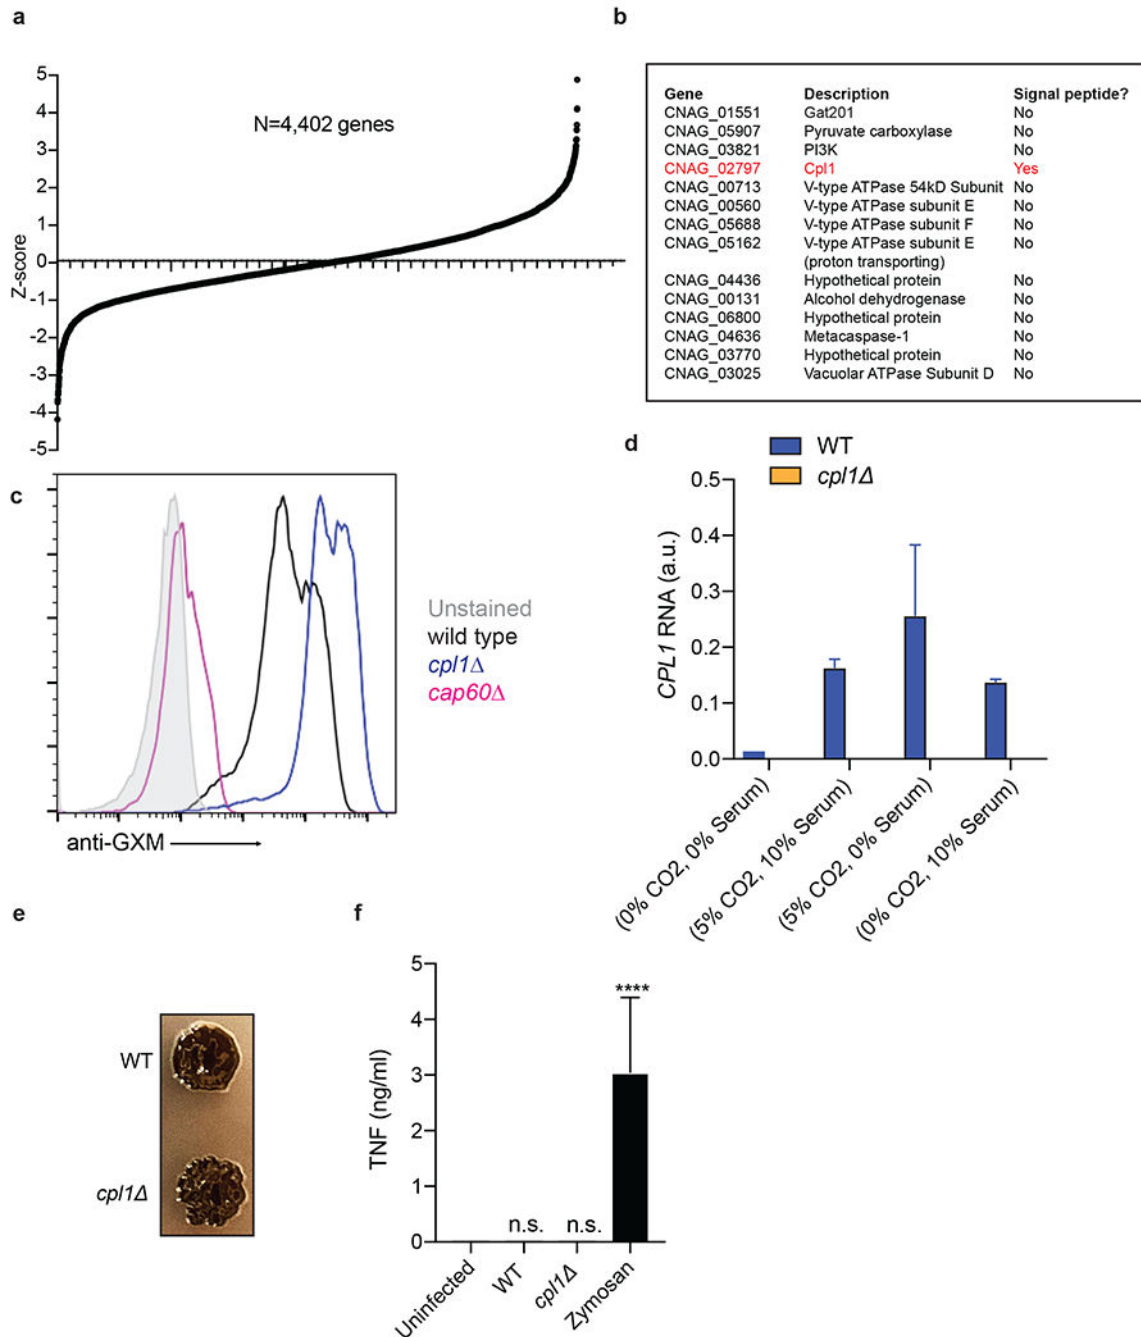 a
5
4
3
2
1
0
-1
-2
-3
-4
-5
Z-score
N=4,402 genes
b
Gene Description Signal peptide?
CNAG_01551 Gat201 No
CNAG_05907 Pyruvate carboxylase No
CNAG_03821 PI3K No
CNAG_02797 Cpl1 Yes
CNAG_00713 V-type ATPase 54kD Subunit No
CNAG_00560 V-type ATPase subunit E No
CNAG_05688 V-type ATPase subunit F No
CNAG_05162 V-type ATPase subunit E No
(proton transporting)
CNAG_04436 Hypothetical protein No
CNAG_00131 Alcohol dehydrogenase No
CNAG_06800 Hypothetical protein No
CNAG_04636 Metacaspase-1 No
CNAG_03770 Hypothetical protein No
CNAG_03025 Vacuolar ATPase Subunit D No
c
Unstained
wild type
cpl1Δ
cap60Δ
anti-GXM
d
WT
cpl1Δ
0.5
0.4
0.3
0.2
0.1
0.0
CPL1 RNA (a.u.)
(0% CO2, 0% Serum)
(5% CO2, 10% Serum)
(5% CO2, 0% Serum)
(0% CO2, 10% Serum)
e
WT
cpl1Δ
f
5
4
3
2
1
0
TNF (ng/ml)
n.s.
n.s.
****
Uninfected
WT
cpl1Δ
Zymosan